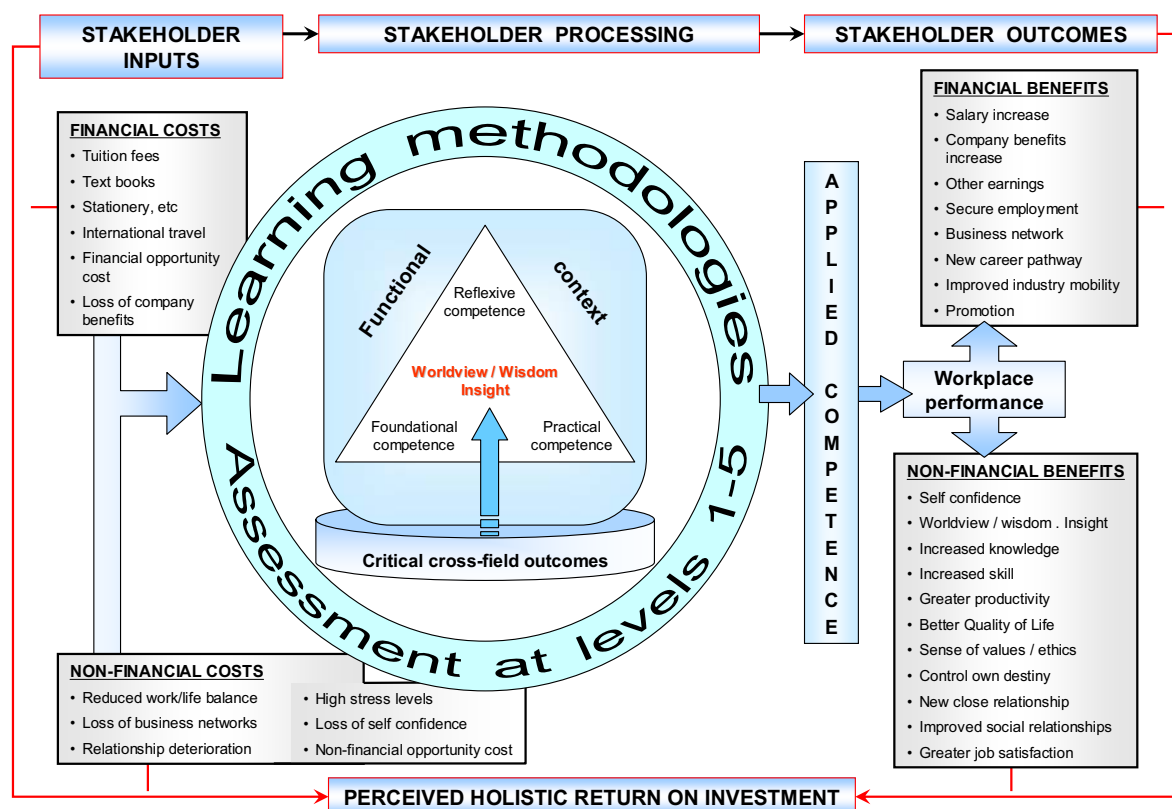 STAKEHOLDER
INPUTS
STAKEHOLDER PROCESSING
STAKEHOLDER OUTCOMES
FINANCIAL COSTS
• Tuition fees
• Text books
• Stationery, etc
• International travel
• Financial opportunity
cost
• Loss of company
benefits
NON-FINANCIAL COSTS
• Reduced work/life balance
• Loss of business networks
• Relationship deterioration
• High stress levels
• Loss of self confidence
• Non-financial opportunity cost
Learning methodologies
Assessment at levels 1-5
Functional
context
Reflexive
competence
Worldview / Wisdom
Insight
Foundational
competence
Practical
competence
Critical cross-field outcomes
APPLIED COMPETENCE
FINANCIAL BENEFITS
• Salary increase
• Company benefits
increase
• Other earnings
• Secure employment
• Business network
• New career pathway
• Improved industry mobility
• Promotion
Workplace
performance
NON-FINANCIAL BENEFITS
• Self confidence
• Worldview / wisdom . Insight
• Increased knowledge
• Increased skill
• Greater productivity
• Better Quality of Life
• Sense of values / ethics
• Control own destiny
• New close relationship
• Improved social relationships
• Greater job satisfaction
PERCEIVED HOLISTIC RETURN ON INVESTMENT